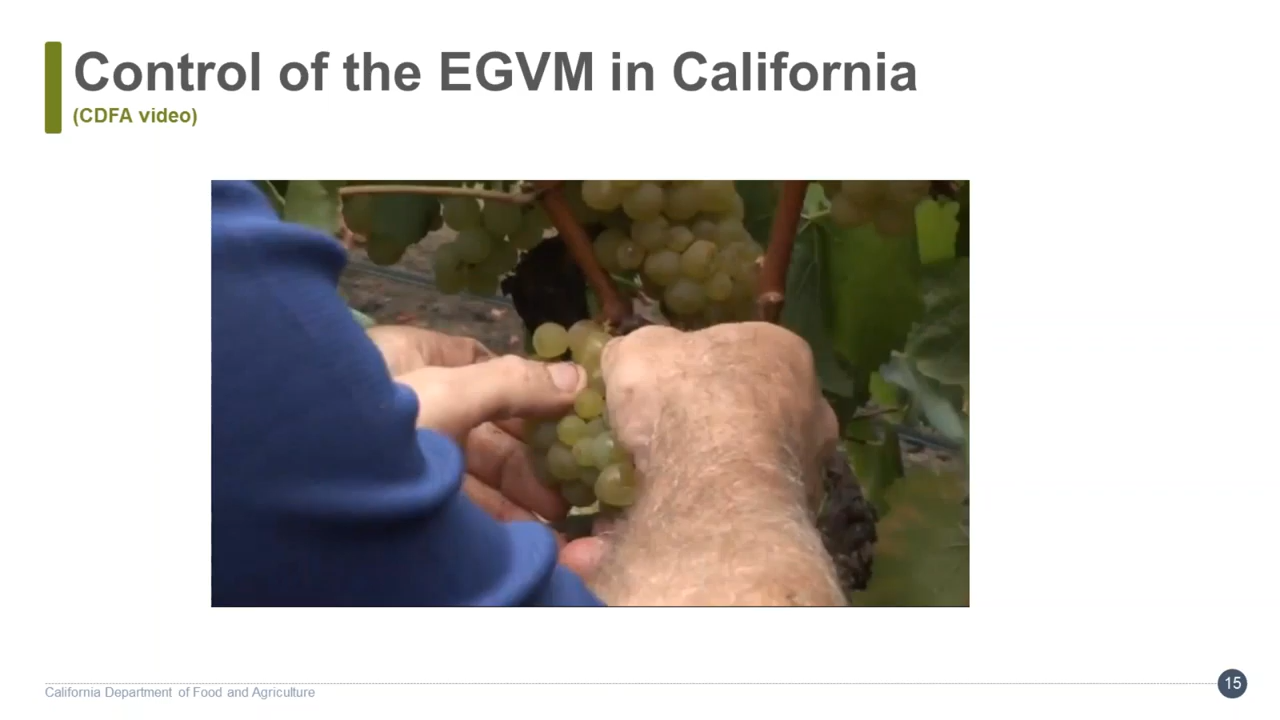 Control of the EGVM in California
(CDFA video)
California Department of Food and Agriculture
15